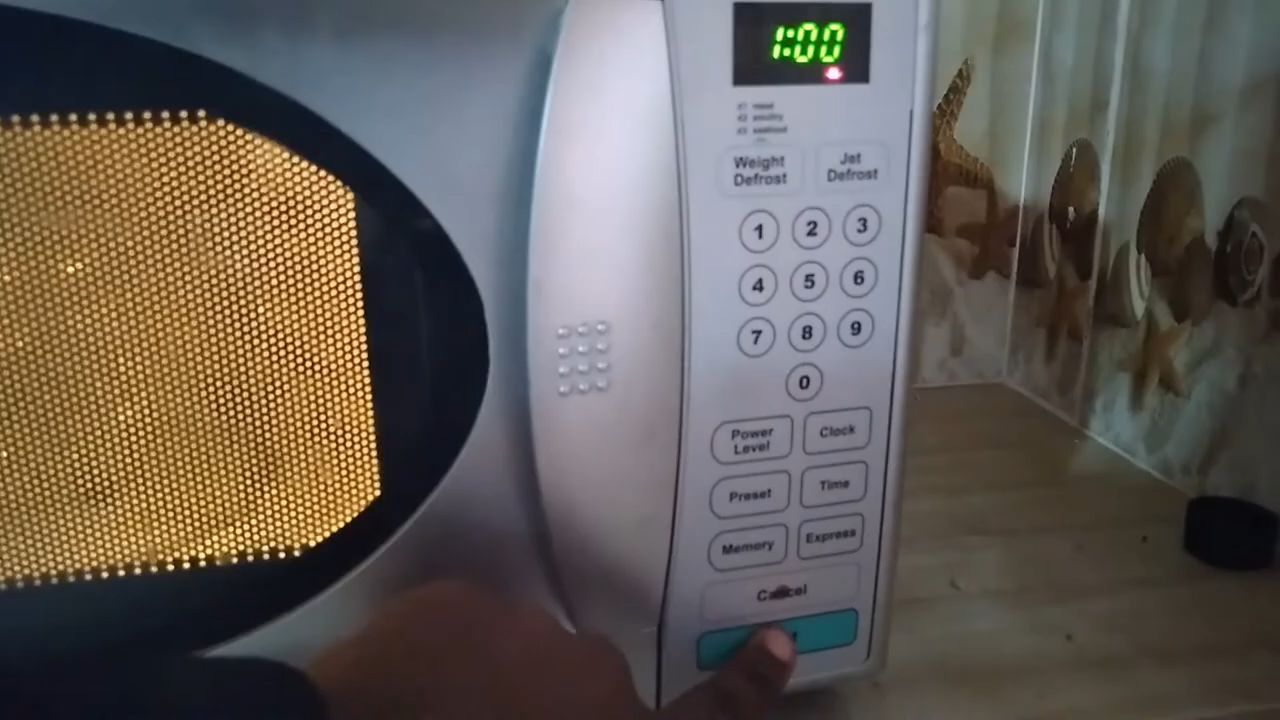 1:00
Weight
Defrost
Jet
Defrost
1 2 3
4 5 6
7 8 9
0
Power
Level
Clock
Preset
Time
Memory
Express
Cancel